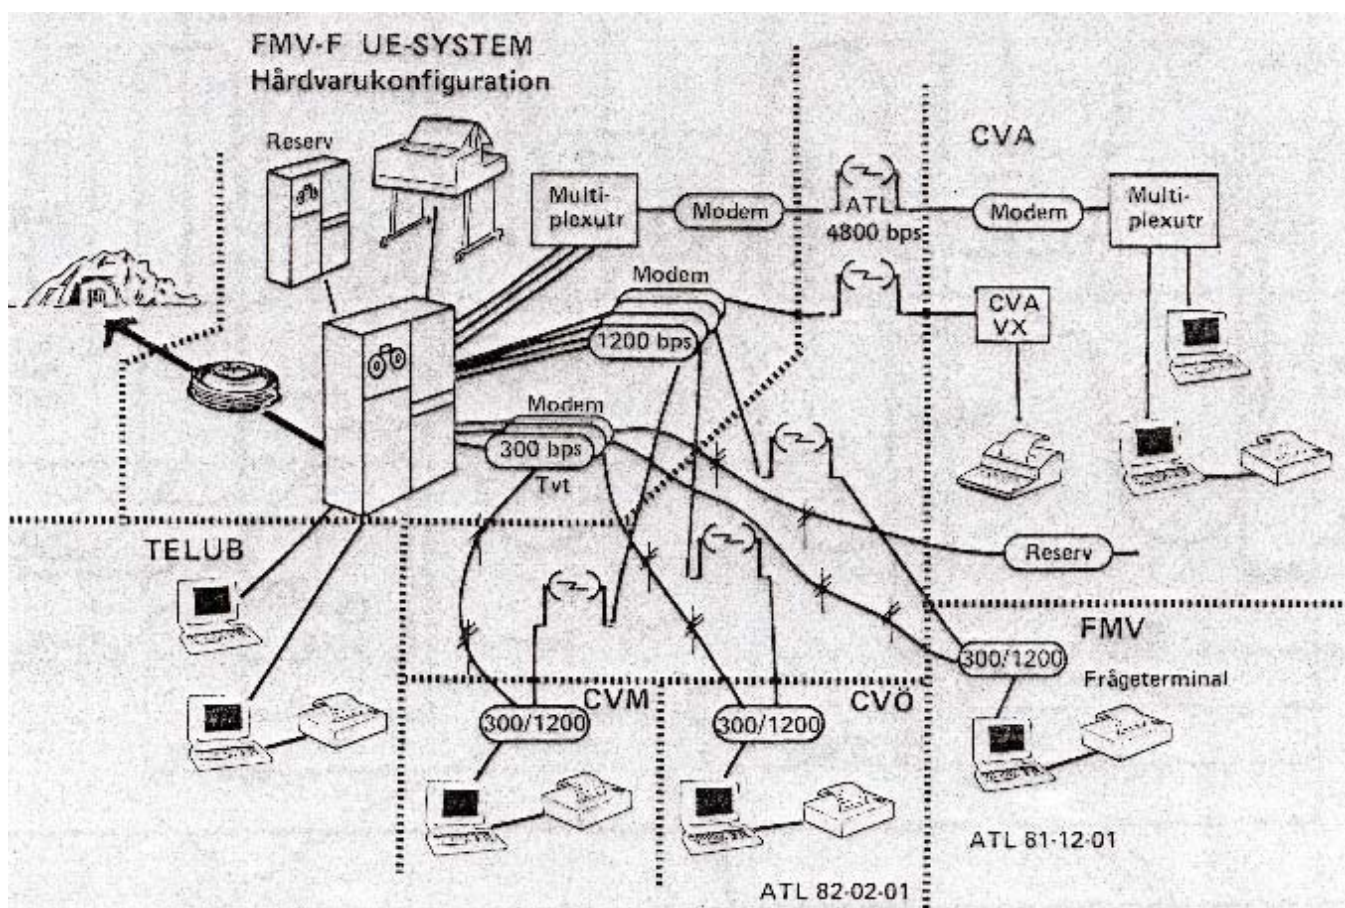 FMV-F UE-SYSTEM
Hårdvarukonfiguration
Reserv
Multi-
plexutr
Modem
ATL
4800 bps
CVA
Modem
Multi-
plexutr
Modem
1200 bps
CVA
VX
Modem
300 bps
Tvt
Reserv
TELUB
FMV
300/1200
Frågeterminal
CVM
300/1200
CVÖ
300/1200
ATL 81-12-01
ATL 82-02-01